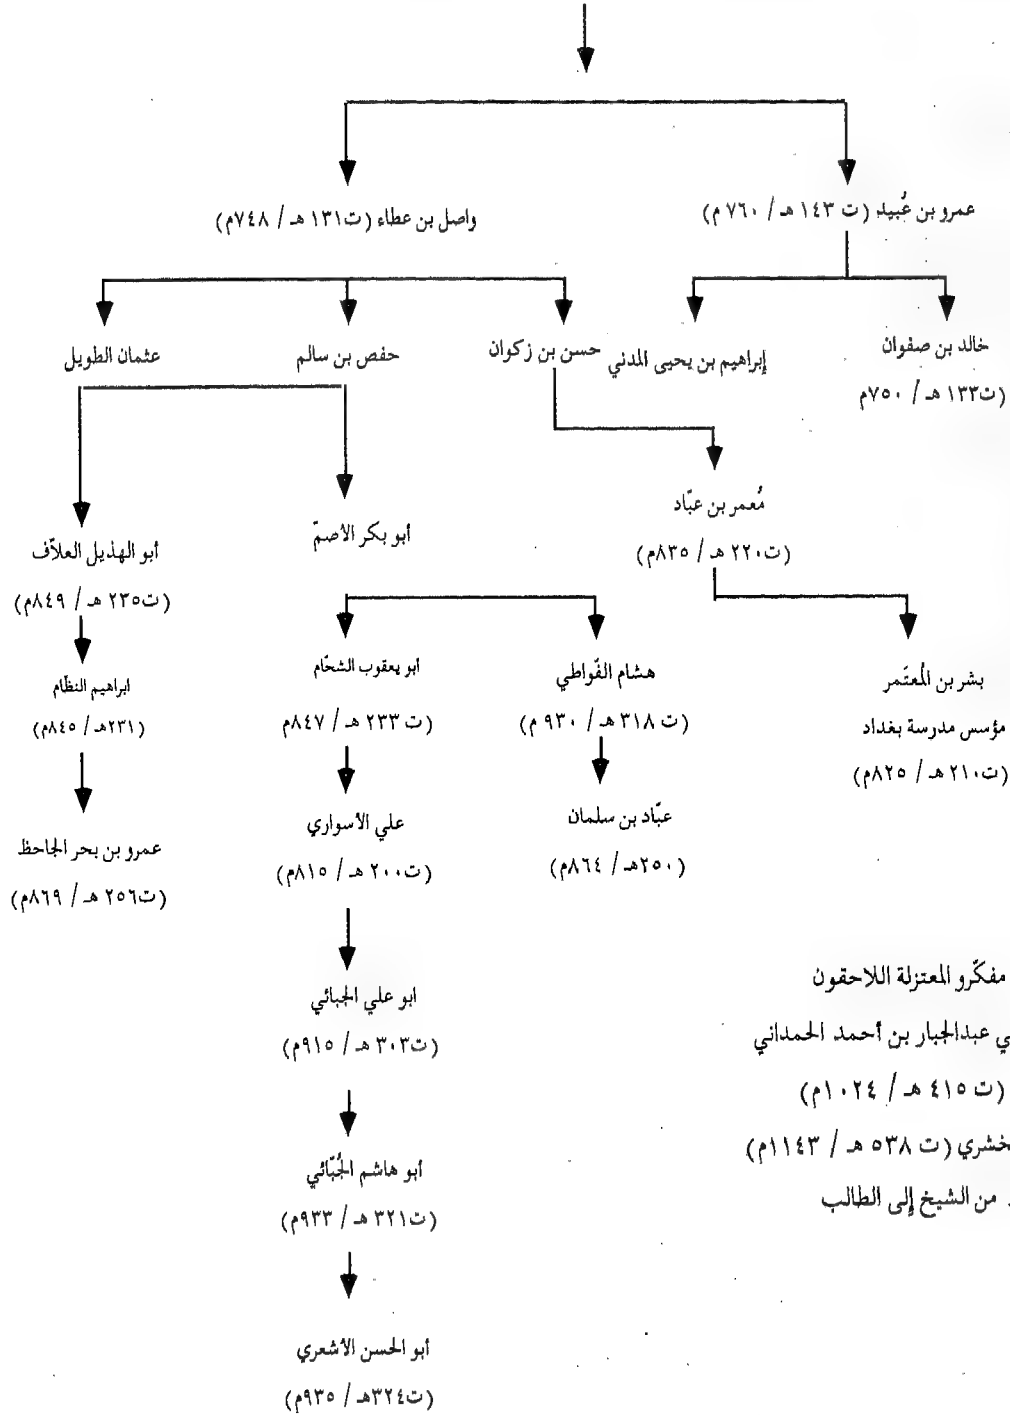 عمرو بن عُبيد (ت ١٤٣ هـ / ٧٦٠ م)
واصل بن عطاء (ت١٣١ هـ / ٧٤٨م)
خالد بن صفوان
(ت١٣٣ هـ / ٧٥٠م
إبراهيم بن يحيى المدني
حسن بن زكوان
حفص بن سالم
عثمان الطويل
مُعمر بن عبّاد
(ت٢٢٠ هـ / ٨٣٥م)
أبو بكر الأصمّ
أبو الهذيل العلاّف
(ت٢٣٥ هـ / ٨٤٩م)
بشر بن المُعتَمر
مؤسس مدرسة بغداد
(ت٢١٠ هـ / ٨٢٥م)
هشام الفّواطي
(ت ٣١٨ هـ / ٩٣٠ م)
أبو يعقوب الشحّام
(ت ٢٣٣ هـ / ٨٤٧م
ابراهيم النظّام
(٢٣١هـ / ٨٤٥م)
عبّاد بن سلمان
(٢٥٠هـ / ٨٦٤م)
علي الأسواري
(ت٢٠٠ هـ / ٨١٥م)
عمرو بن بحر الجاحظ
(ت٢٥٦ هـ / ٨٦٩م)
ابو علي الجبائي
(ت٣٠٣ هـ / ٩١٥م)
أبو هاشم الجُبّائي
(ت٣٢١ هـ / ٩٣٣م)
أبو الحسن الأشعري
(ت٣٢٤هـ / ٩٣٥م)
مفكّرو المعتزلة اللاحقون
عبدالجبار بن أحمد الحمداني
(ت ٤١٥ هـ / ١٠٢٤م)
(ت ٥٣٨ هـ / ١١٤٣م)
من الشيخ إلى الطالب